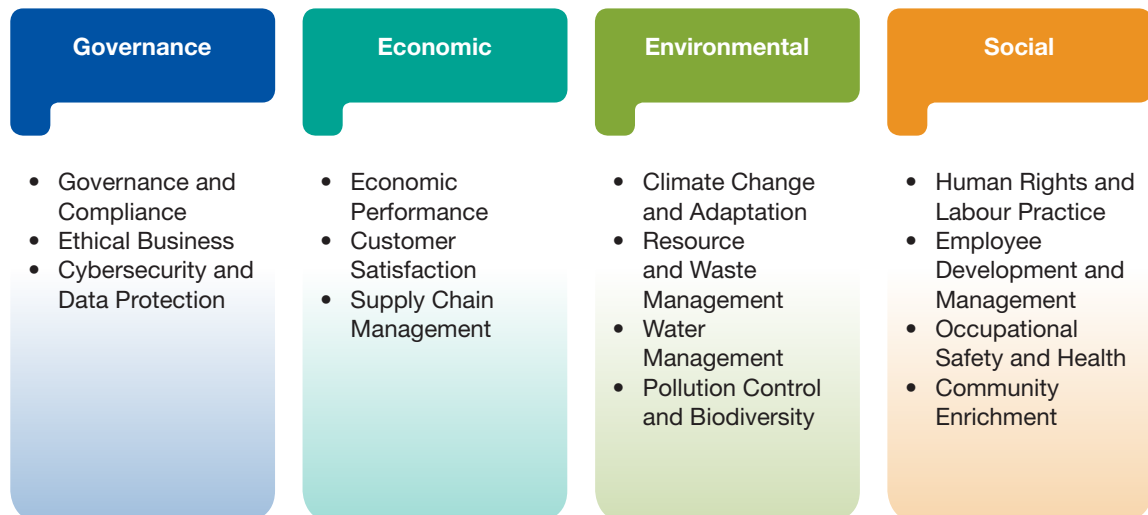 Governance
• Governance and
Compliance
• Ethical Business
• Cybersecurity and
Data Protection
Economic
• Economic
Performance
• Customer
Satisfaction
• Supply Chain
Management
Environmental
• Climate Change
and Adaptation
• Resource
and Waste
Management
• Water
Management
• Pollution Control
and Biodiversity
Social
• Human Rights and
Labour Practice
• Employee
Development and
Management
• Occupational
Safety and Health
• Community
Enrichment